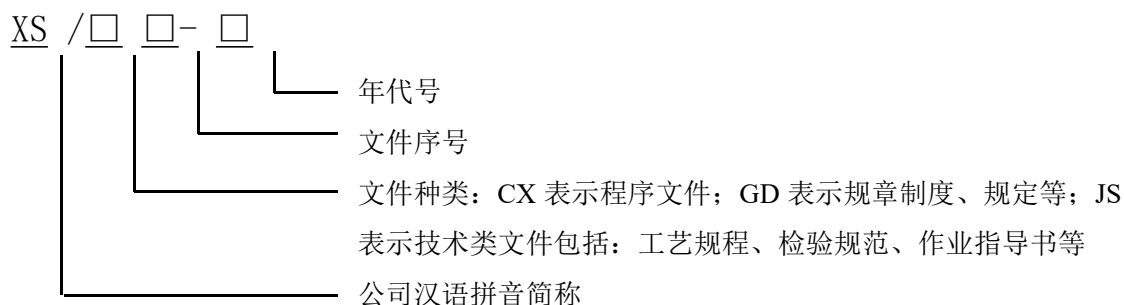 XS /□ □- □
年代号
文件序号
文件种类：CX 表示程序文件；GD 表示规章制度、规定等；JS
表示技术类文件包括：工艺规程、检验规范、作业指导书等
公司汉语拼音简称